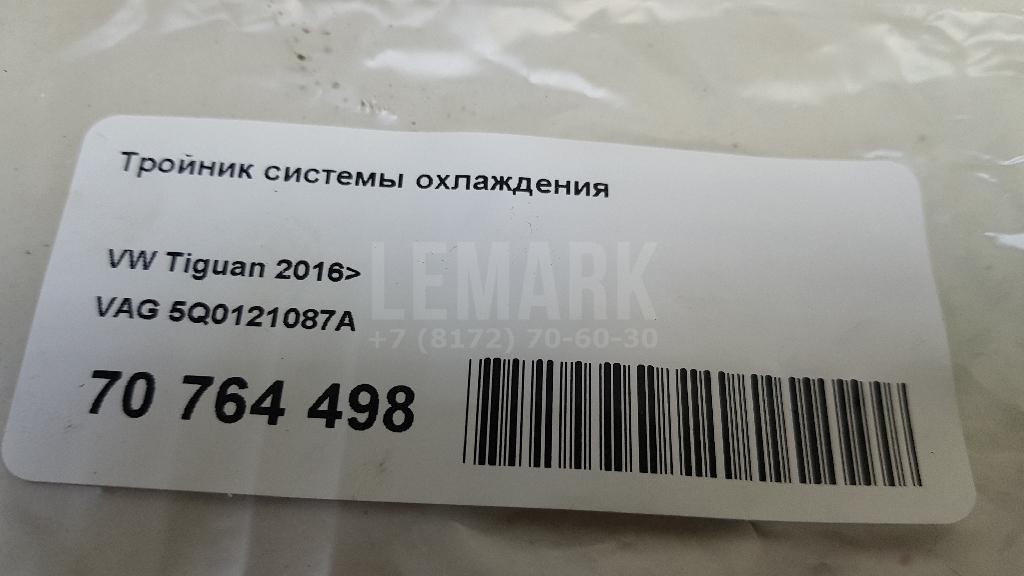 Тройник системы охлаждения
VW Tiguan 2016>
VAG 5Q0121087A
70 764 498
LEMARK
+7 (8172) 70-60-30